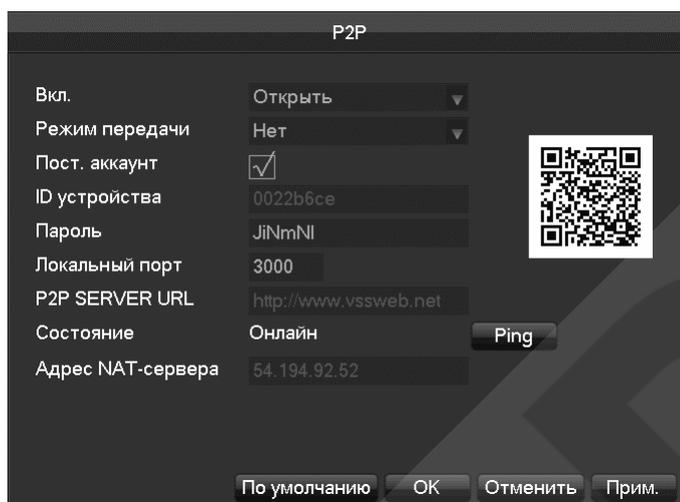 P2P
Вкл. Открыть
Режим передачи Нет
Пост. аккаунт
ID устройства 0022b6ce
Пароль JiNmNI
Локальный порт 3000
P2P SERVER URL http://www.vssweb.net
Состояние Онлайн Ping
Адрес NAT-сервера 54.194.92.52
По умолчанию OK Отменить Прим.